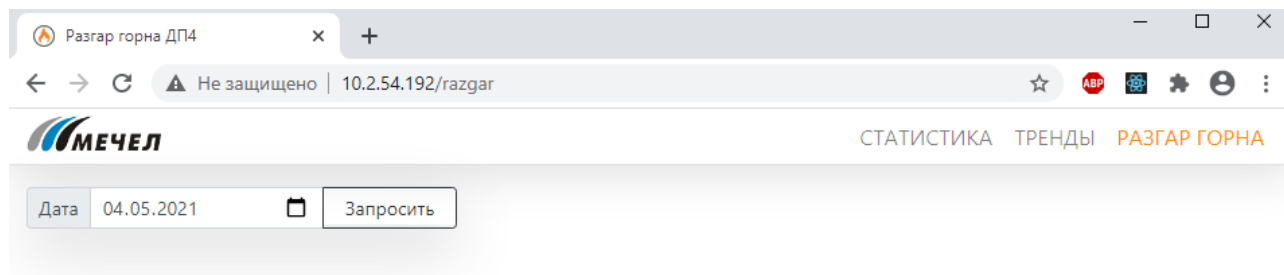 Разгар горна ДП4
Не защищено | 10.2.54.192/razgar
ABP
МЕЧЕЛ СТАТИСТИКА ТРЕНДЫ РАЗГАР ГОРНА
Дата 04.05.2021 Запросить